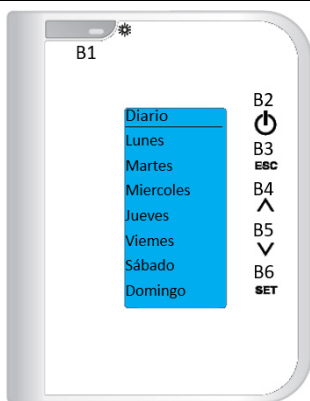 B1
Diario
Lunes
Martes
Miercoles
Jueves
Viemes
Sábado
Domingo
B2
B3
ESC
B4
B5
B6
SET